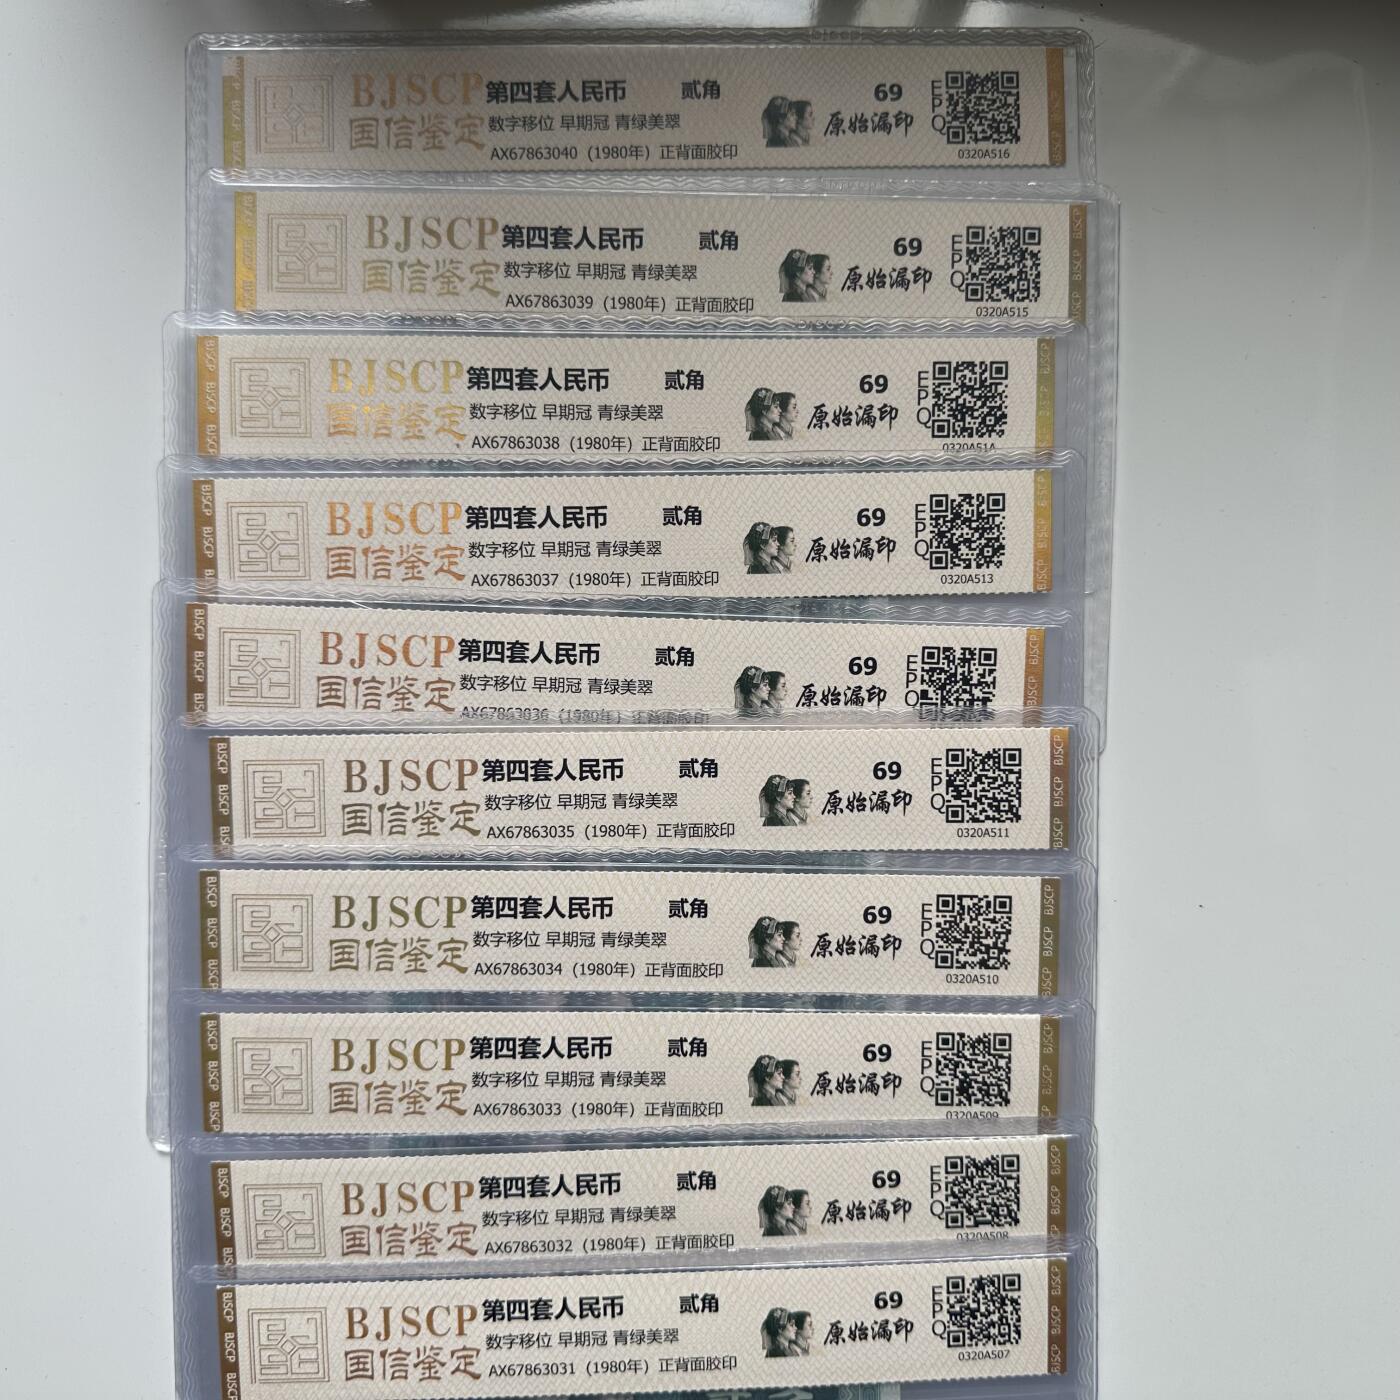 BJSCP 第四套人民币 贰角 69 EPQ
国信鉴定 数字移位 早期冠 青绿美翠 原始漏印
AX67863040（1980年）正背面胶印 0320A516
BJSCP 第四套人民币 贰角 69 EPQ
国信鉴定 数字移位 早期冠 青绿美翠 原始漏印
AX67863039（1980年）正背面胶印 0320A515
BJSCP 第四套人民币 贰角 69 EPQ
国信鉴定 数字移位 早期冠 青绿美翠 原始漏印
AX67863038（1980年）正背面胶印 0320A514
BJSCP 第四套人民币 贰角 69 EPQ
国信鉴定 数字移位 早期冠 青绿美翠 原始漏印
AX67863037（1980年）正背面胶印 0320A513
BJSCP 第四套人民币 贰角 69 EPQ
国信鉴定 数字移位 早期冠 青绿美翠 原始漏印
AX67863036（1980年）正背面胶印
BJSCP 第四套人民币 贰角 69 EPQ
国信鉴定 数字移位 早期冠 青绿美翠 原始漏印
AX67863035（1980年）正背面胶印 0320A511
BJSCP 第四套人民币 贰角 69 EPQ
国信鉴定 数字移位 早期冠 青绿美翠 原始漏印
AX67863034（1980年）正背面胶印 0320A510
BJSCP 第四套人民币 贰角 69 EPQ
国信鉴定 数字移位 早期冠 青绿美翠 原始漏印
AX67863033（1980年）正背面胶印 0320A509
BJSCP 第四套人民币 贰角 69 EPQ
国信鉴定 数字移位 早期冠 青绿美翠 原始漏印
AX67863032（1980年）正背面胶印 0320A508
BJSCP 第四套人民币 贰角 69 EPQ
国信鉴定 数字移位 早期冠 青绿美翠 原始漏印
AX67863031（1980年）正背面胶印 0320A507